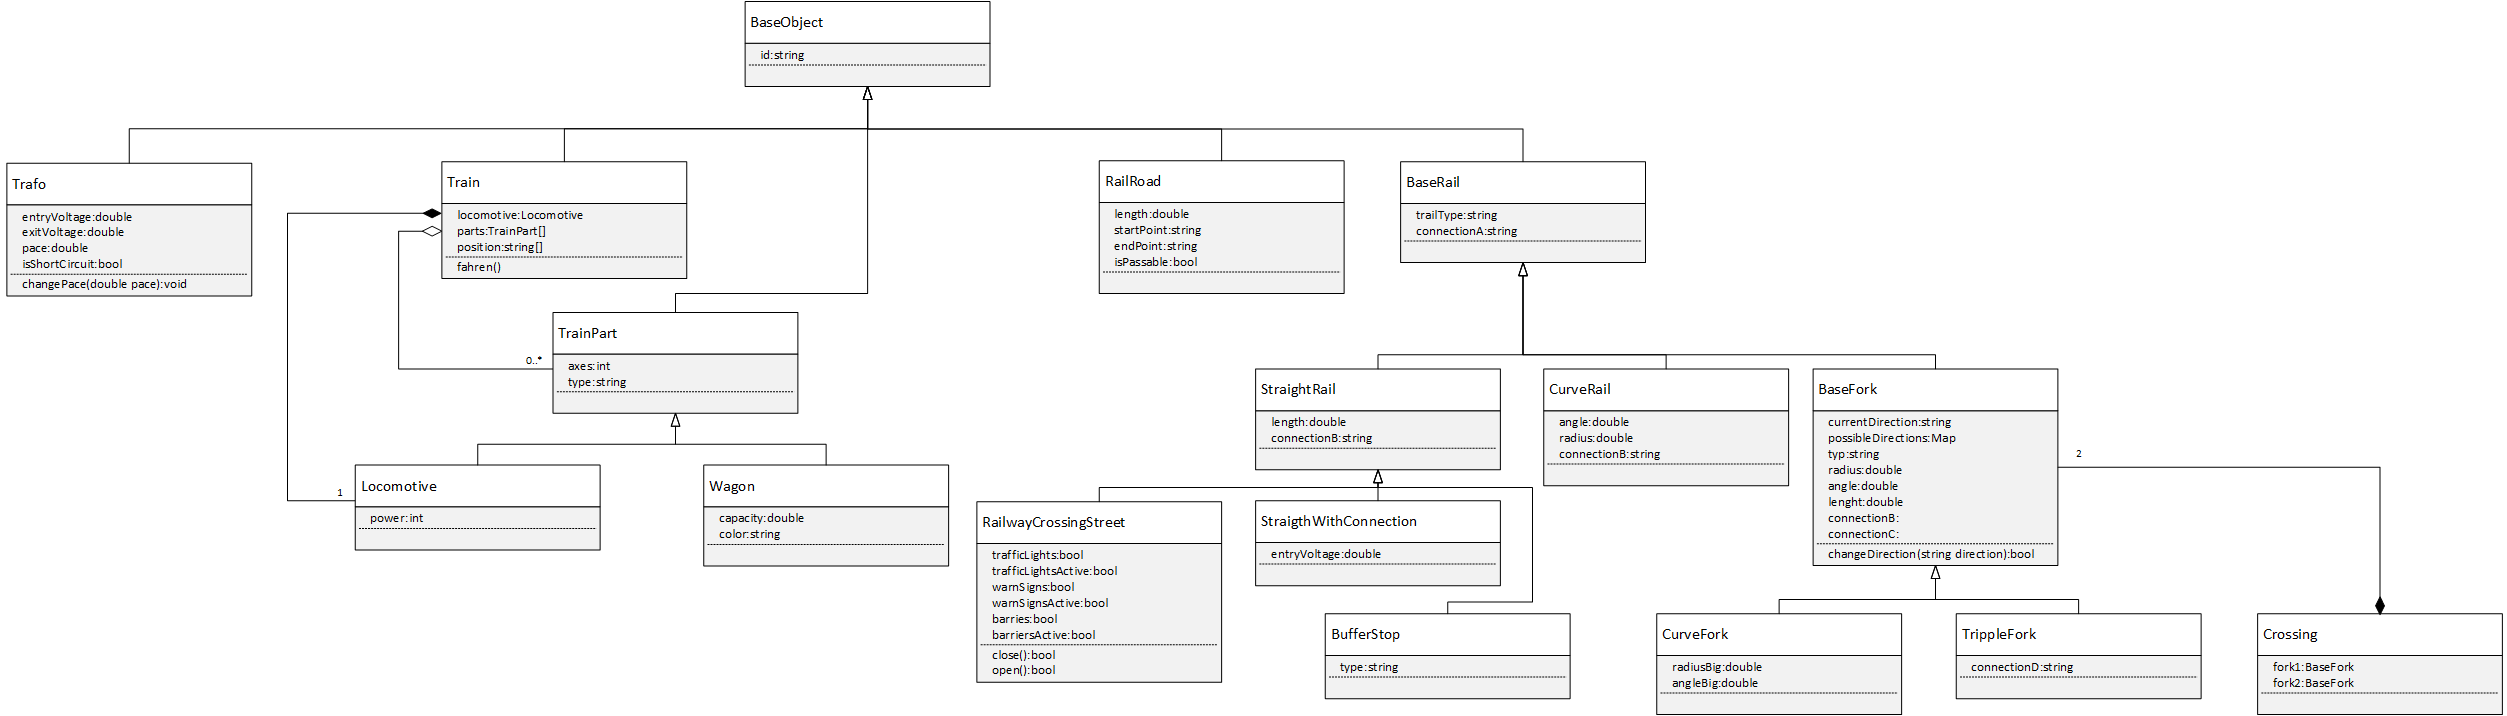 BaseObject
id:string
Trafo
entryVoltage:double
exitVoltage:double
pace:double
isShortCircuit:bool
changePace(double pace):void
Train
locomotive:Locomotive
parts:TrainPart[]
position:string[]
fahren()
RailRoad
length:double
startPoint:string
endPoint:string
isPassable:bool
BaseRail
trailType:string
connectionA:string
TrainPart
axes:int
type:string
0..*
StraightRail
length:double
connectionB:string
CurveRail
angle:double
radius:double
connectionB:string
BaseFork
currentDirection:string
possibleDirections:Map
typ:string
radius:double
angle:double
lenght:double
connectionB:
connectionC:
changeDirection(string direction):bool
2
1
Locomotive
power:int
Wagon
capacity:double
color:string
RailwayCrossingStreet
trafficLights:bool
trafficLightsActive:bool
warnSigns:bool
warnSignsActive:bool
barries:bool
barriersActive:bool
close():bool
open():bool
StraigthWithConnection
entryVoltage:double
BufferStop
type:string
CurveFork
radiusBig:double
angleBig:double
TrippleFork
connectionD:string
Crossing
fork1:BaseFork
fork2:BaseFork